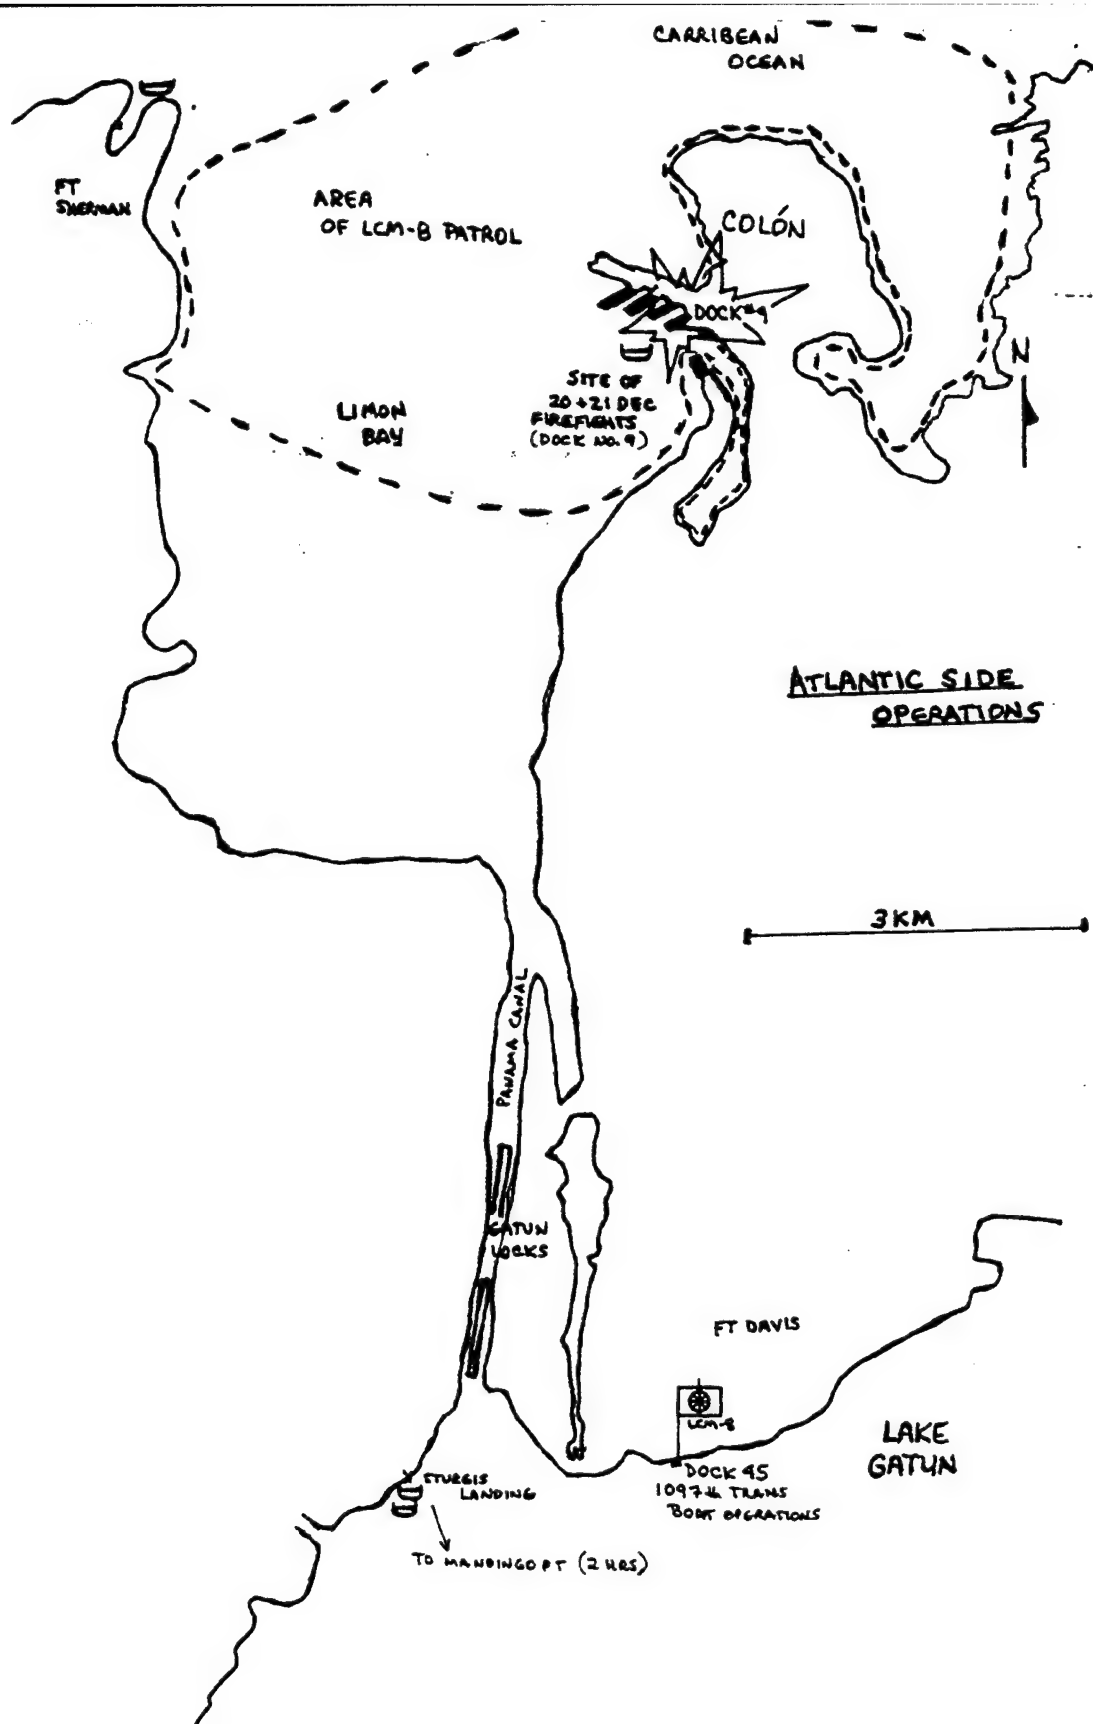 CARRIBEAN
OCEAN
FT
SHERMAN
AREA
OF LCM-8 PATROL
COLÓN
DOCK #9
N
SITE OF
20 + 21 DEC
FIREFIGHTS
(DOCK NO. 9)
LIMON
BAY
ATLANTIC SIDE
OPERATIONS
3 KM
PANAMA CANAL
GATUN
LOCKS
FT DAVIS
LCM-8
LAKE
GATUN
DOCK 45
1097th TRANS
BOAT OPERATIONS
STURGIS
LANDING
TO MANDINGO PT (2 HRS)